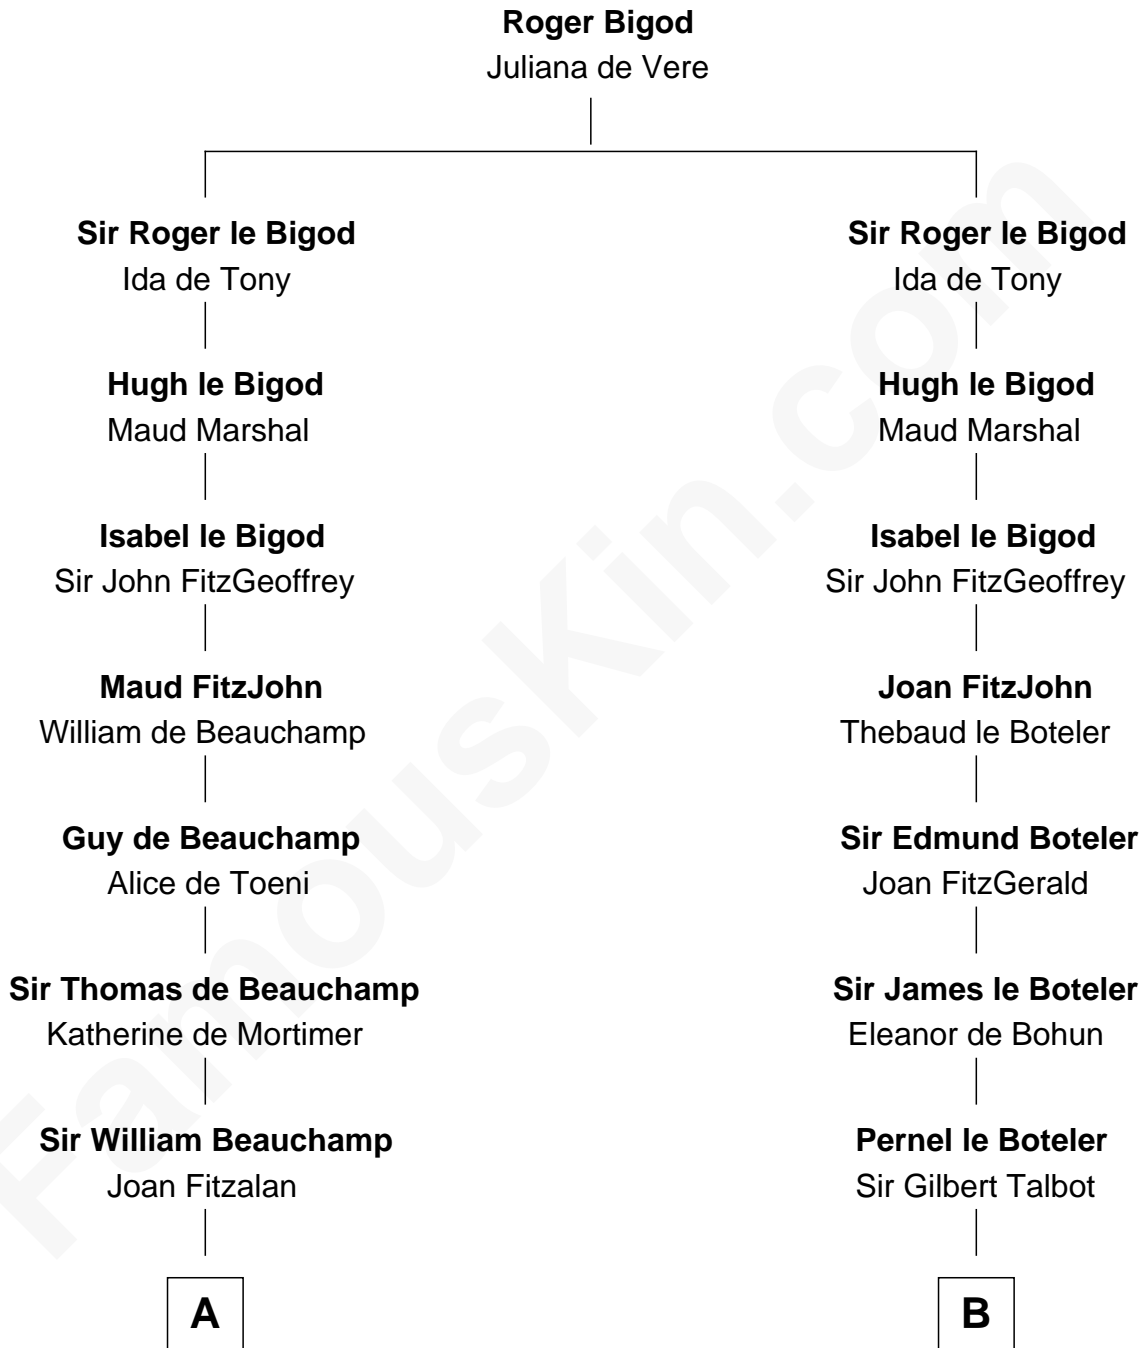 Roger Bigod
Juliana de Vere
Sir Roger le Bigod
Ida de Tony
Hugh le Bigod
Maud Marshal
Isabel le Bigod
Sir John FitzGeoffrey
Maud FitzJohn
William de Beauchamp
Guy de Beauchamp
Alice de Toeni
Sir Thomas de Beauchamp
Katherine de Mortimer
Sir William Beauchamp
Joan Fitzalan
A
Sir Roger le Bigod
Ida de Tony
Hugh le Bigod
Maud Marshal
Isabel le Bigod
Sir John FitzGeoffrey
Joan FitzJohn
Thebaud le Boteler
Sir Edmund Boteler
Joan FitzGerald
Sir James le Boteler
Eleanor de Bohun
Pernel le Boteler
Sir Gilbert Talbot
B
FamousKin.com